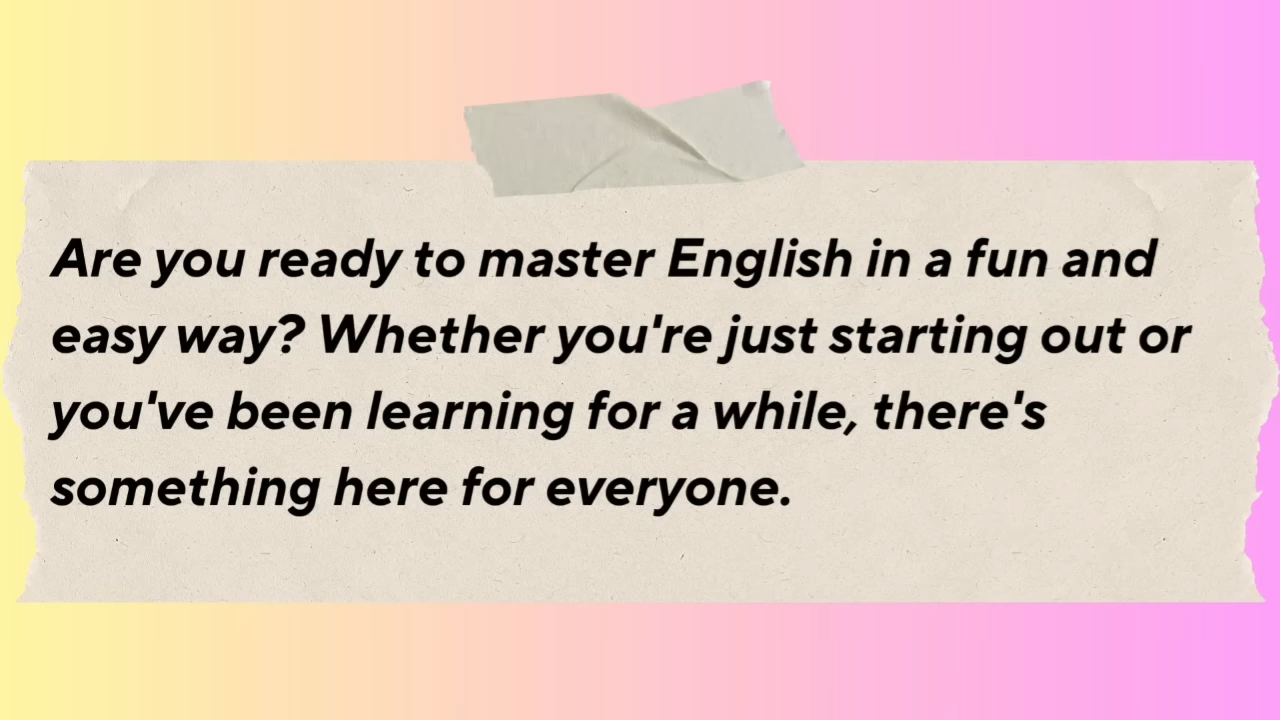 Are you ready to master English in a fun and
easy way? Whether you're just starting out or
you've been learning for a while, there's
something here for everyone.